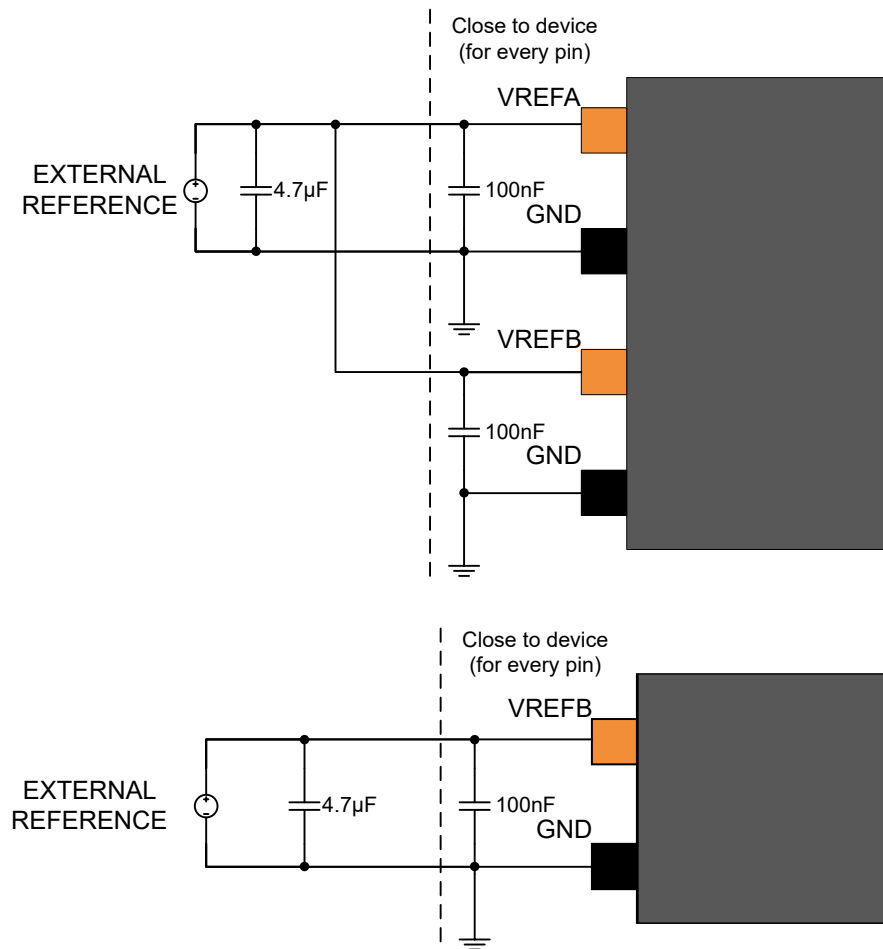 Close to device
(for every pin)
VREFA
EXTERNAL
REFERENCE
4.7µF
100nF
GND
VREFB
100nF
GND
Close to device
(for every pin)
VREFB
EXTERNAL
REFERENCE
4.7µF
100nF
GND